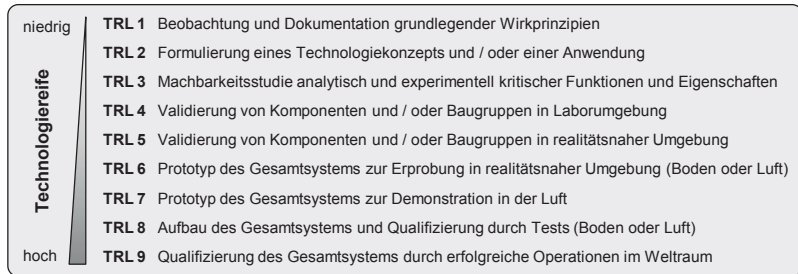 niedrig
TRL 1 Beobachtung und Dokumentation grundlegender Wirkprinzipien
TRL 2 Formulierung eines Technologiekonzepts und / oder einer Anwendung
TRL 3 Machbarkeitsstudie analytisch und experimentell kritischer Funktionen und Eigenschaften
TRL 4 Validierung von Komponenten und / oder Baugruppen in Laborumgebung
TRL 5 Validierung von Komponenten und / oder Baugruppen in realitätsnaher Umgebung
TRL 6 Prototyp des Gesamtsystems zur Erprobung in realitätsnaher Umgebung (Boden oder Luft)
TRL 7 Prototyp des Gesamtsystems zur Demonstration in der Luft
TRL 8 Aufbau des Gesamtsystems und Qualifizierung durch Tests (Boden oder Luft)
TRL 9 Qualifizierung des Gesamtsystems durch erfolgreiche Operationen im Weltraum
hoch
Technologiereife